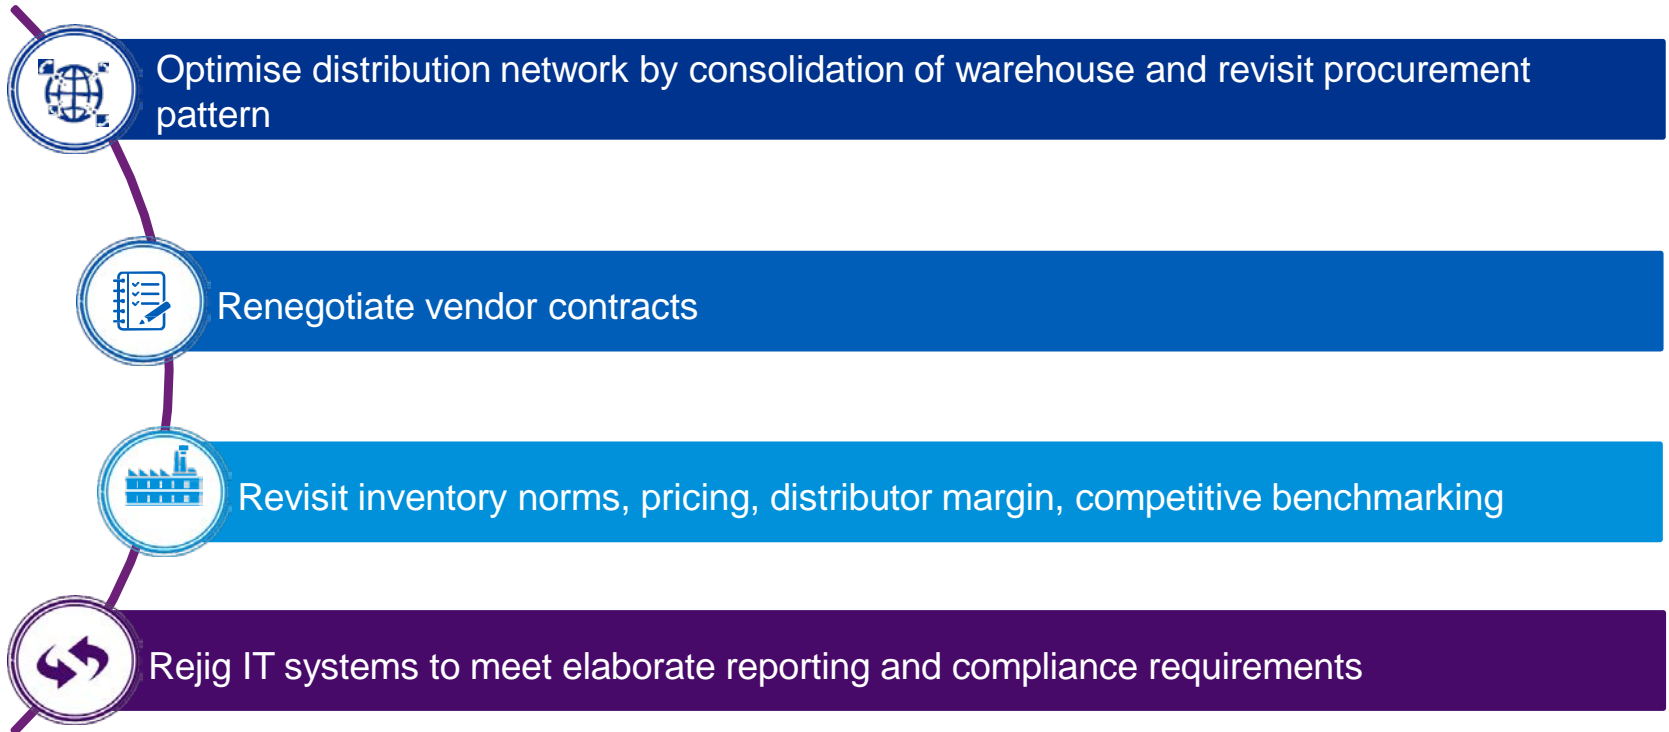 Optimise distribution network by consolidation of warehouse and revisit procurement
pattern
Renegotiate vendor contracts
Revisit inventory norms, pricing, distributor margin, competitive benchmarking
Rejig IT systems to meet elaborate reporting and compliance requirements